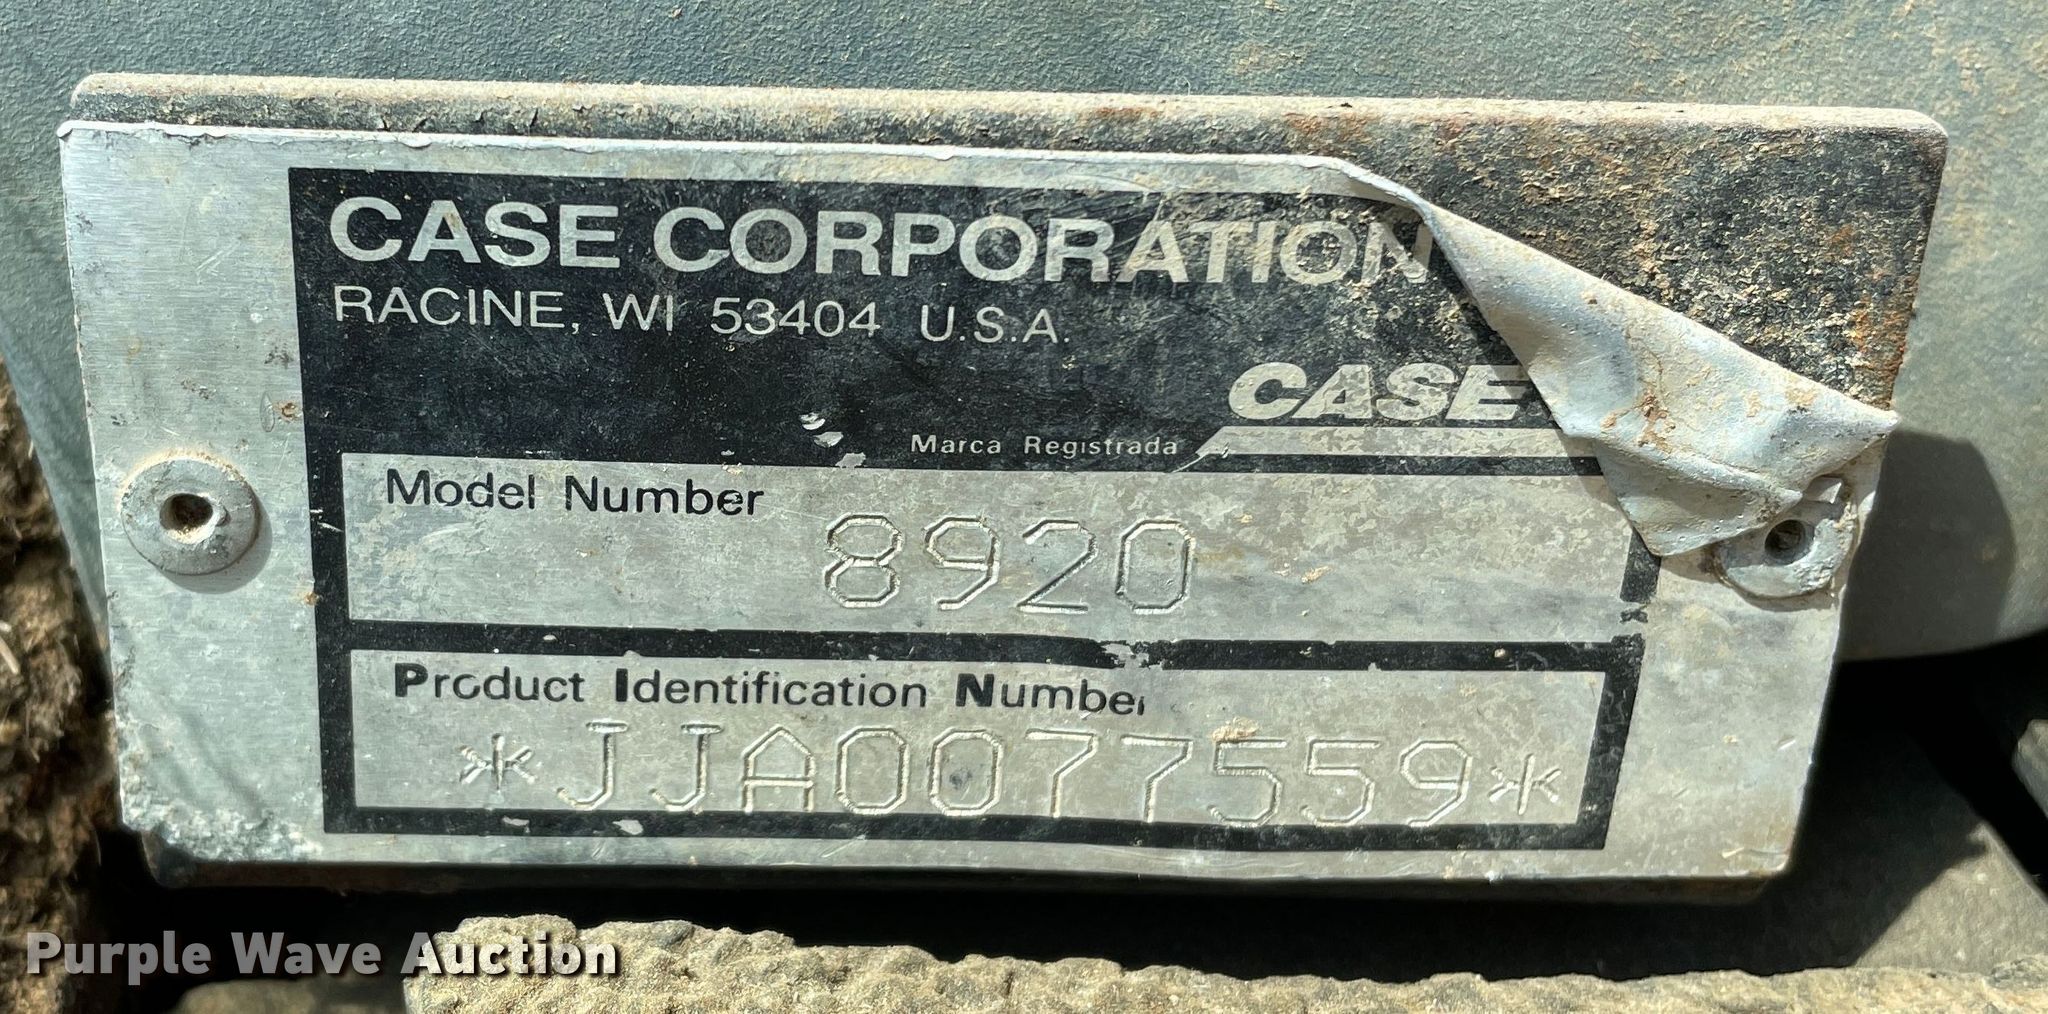 CASE CORPORATION
RACINE, WI 53404 U.S.A.
CASE
Marca Registrada
Model Number
8920
Product Identification Number
*JJA0077559*
Purple Wave Auction